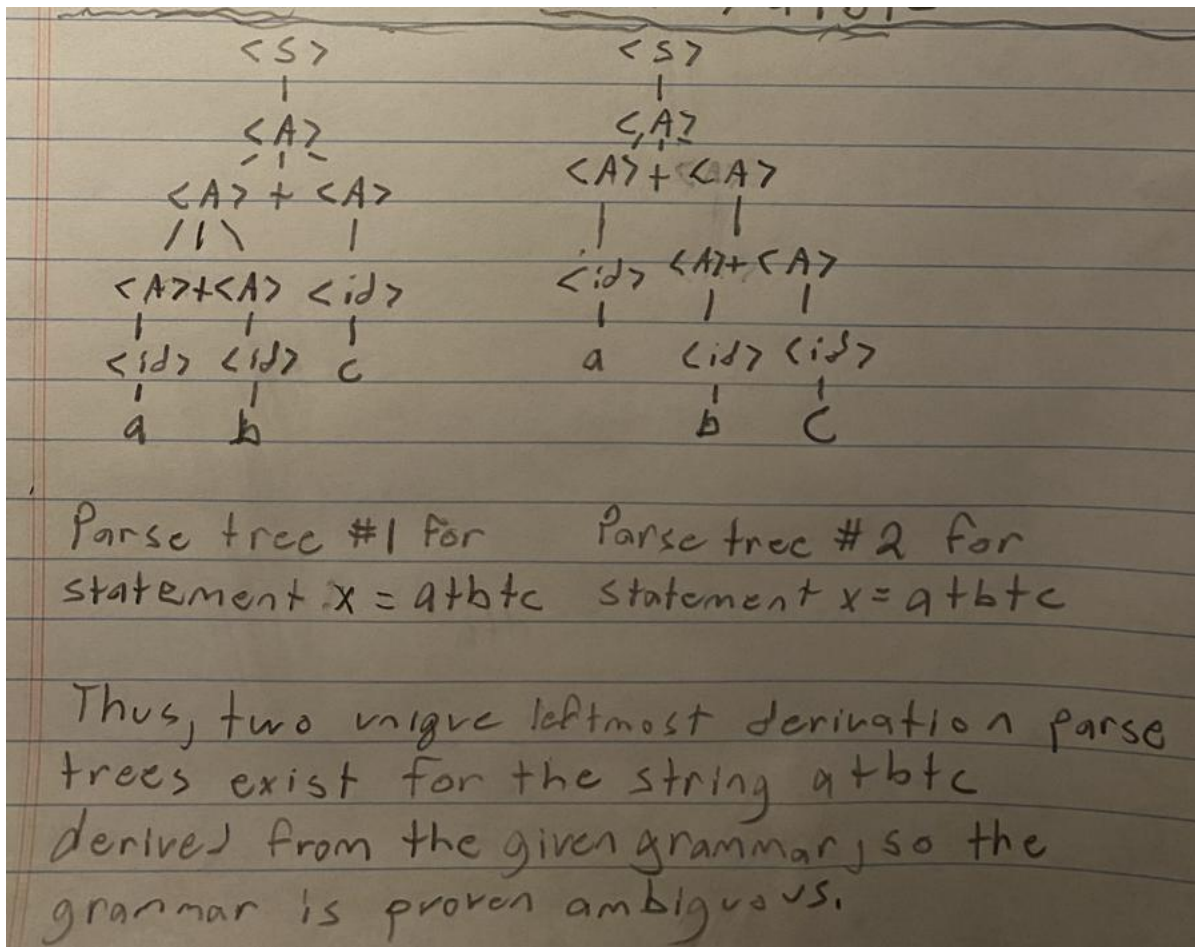 <S> <S>
<A> <A>
<A> + <A> <A> + <A>
<A>+<A> <id> <id> <A>+<A>
<id> <id> c a <id> <id>
a b b c
Parse tree #1 for Parse tree #2 for
statement x = a+b+c statement x = a+b+c
Thus, two unique leftmost derivation parse
trees exist for the string a+b+c
derived from the given grammar, so the
grammar is proven ambiguous.